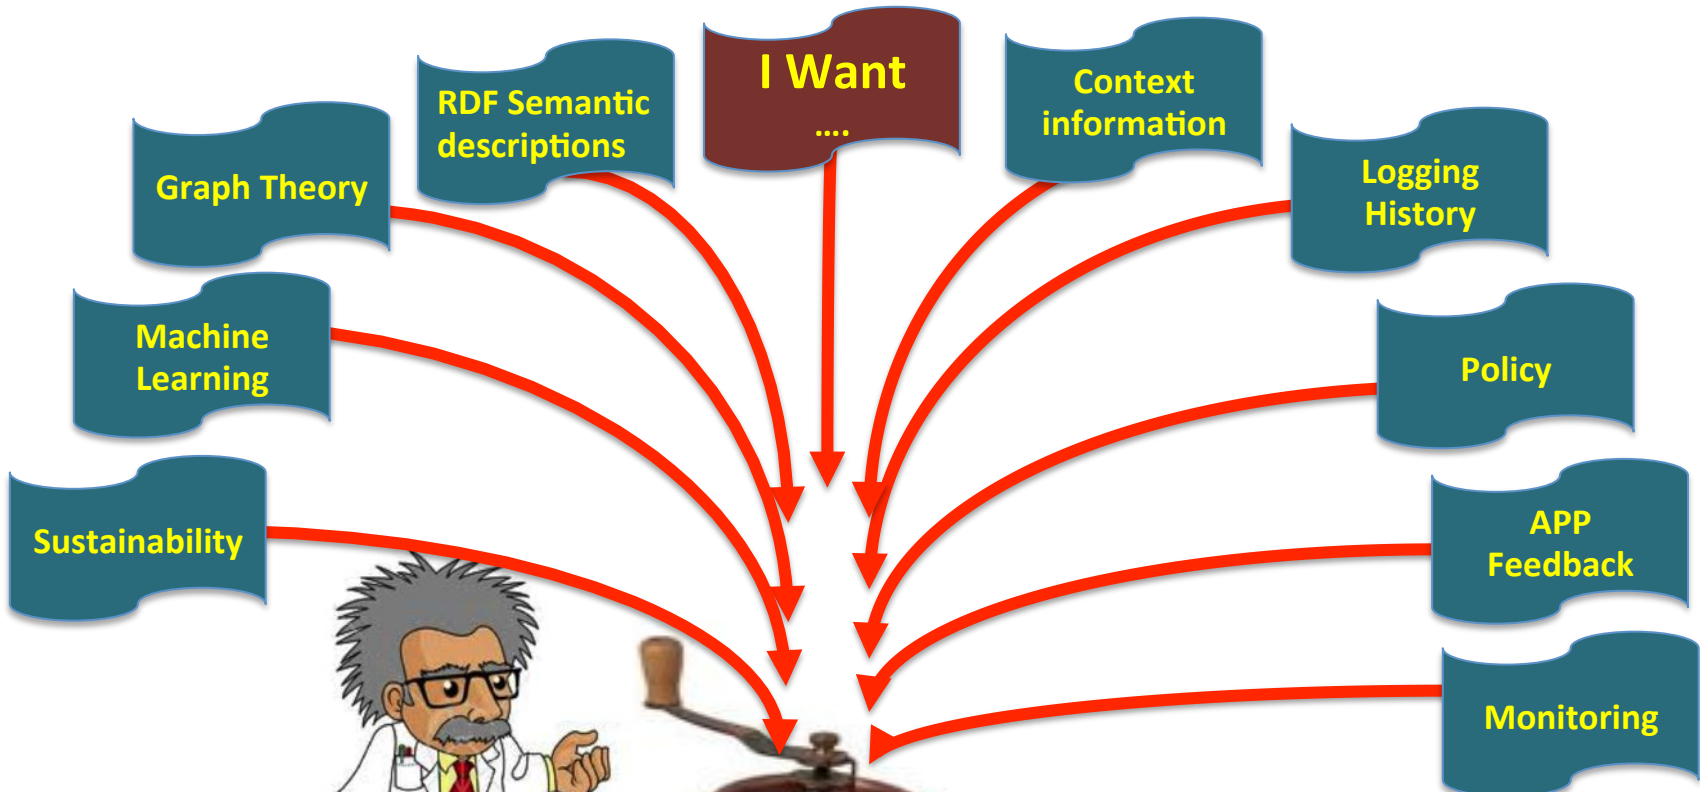 I Want
....
RDF Semantic
descriptions
Context
information
Graph Theory
Logging
History
Machine
Learning
Policy
Sustainability
APP
Feedback
Monitoring